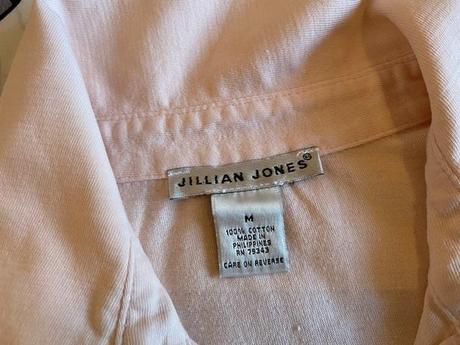 JILLIAN JONES®
M
100% COTTON
MADE IN
PHILIPPINES
RN 75343
CARE ON REVERSE